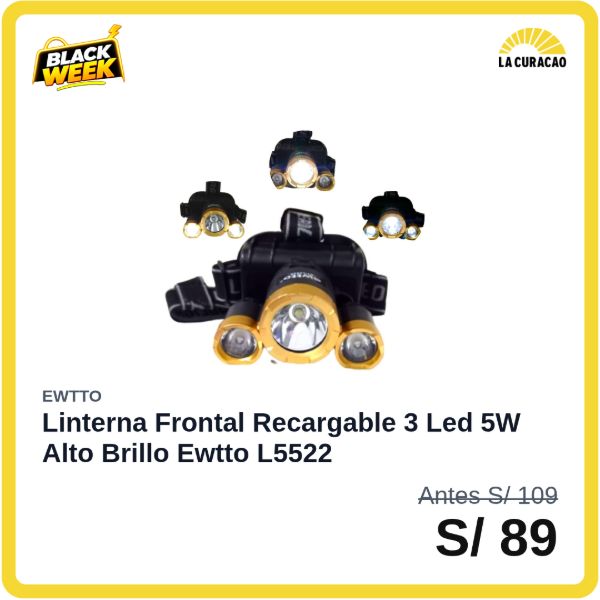 BLACK
WEEK
LA CURACAO
EWTTO
Linterna Frontal Recargable 3 Led 5W
Alto Brillo Ewtto L5522
Antes S/ 109
S/ 89